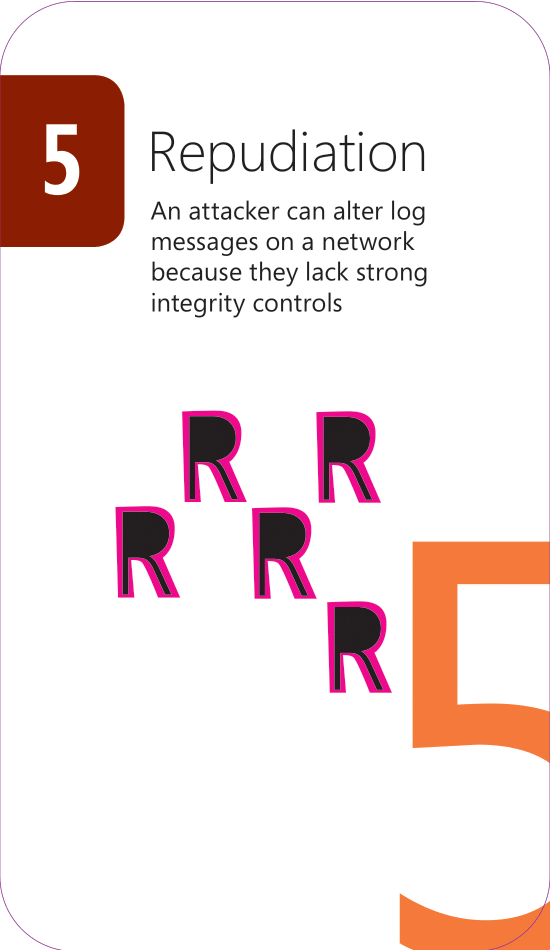 5
Repudiation
An attacker can alter log
messages on a network
because they lack strong
integrity controls
R R
R R
R
5